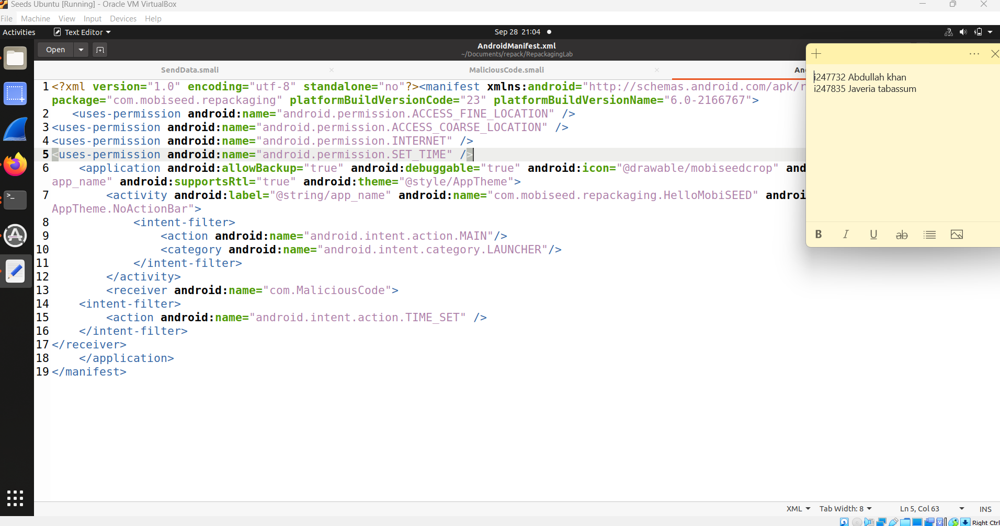 Seeds Ubuntu [Running] - Oracle VM VirtualBox
File Machine View Input Devices Help
Activities Text Editor Sep 28 21:04
Open AndroidManifest.xml
~/Documents/repack/RepackagingLab
SendData.smali MaliciousCode.smali
1 <?xml version="1.0" encoding="utf-8" standalone="no"?><manifest xmlns:android="http://schemas.android.com/apk/r
package="com.mobiseed.repackaging" platformBuildVersionCode="23" platformBuildVersionName="6.0-2166767">
2 <uses-permission android:name="android.permission.ACCESS_FINE_LOCATION" />
3 <uses-permission android:name="android.permission.ACCESS_COARSE_LOCATION" />
4 <uses-permission android:name="android.permission.INTERNET" />
5 <uses-permission android:name="android.permission.SET_TIME" />
6 <application android:allowBackup="true" android:debuggable="true" android:icon="@drawable/mobiseedcrop" and
app_name" android:supportsRtl="true" android:theme="@style/AppTheme">
7 <activity android:label="@string/app_name" android:name="com.mobiseed.repackaging.HelloMobiSEED" androi
AppTheme.NoActionBar">
8 <intent-filter>
9 <action android:name="android.intent.action.MAIN"/>
10 <category android:name="android.intent.category.LAUNCHER"/>
11 </intent-filter>
12 </activity>
13 <receiver android:name="com.MaliciousCode">
14 <intent-filter>
15 <action android:name="android.intent.action.TIME_SET" />
16 </intent-filter>
17 </receiver>
18 </application>
19 </manifest>
i247732 Abdullah khan
i247835 Javeria tabassum
B I U ab
XML Tab Width: 8 Ln 5, Col 63 INS
Right Ctrl